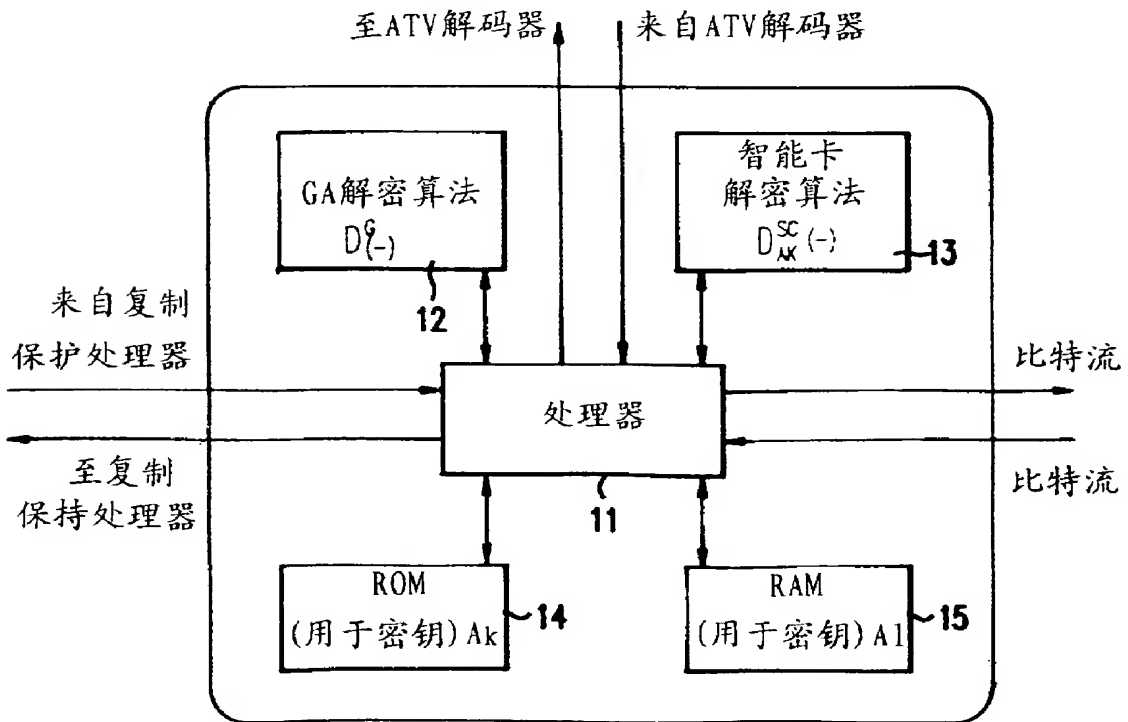 至ATV解码器
来自ATV解码器
GA解密算法
D^G_(-)
12
智能卡
解密算法
D^SC_AK(-)
13
来自复制
保护处理器
至复制
保持处理器
处理器
11
比特流
比特流
ROM
(用于密钥)Ak
14
RAM
(用于密钥)A1
15